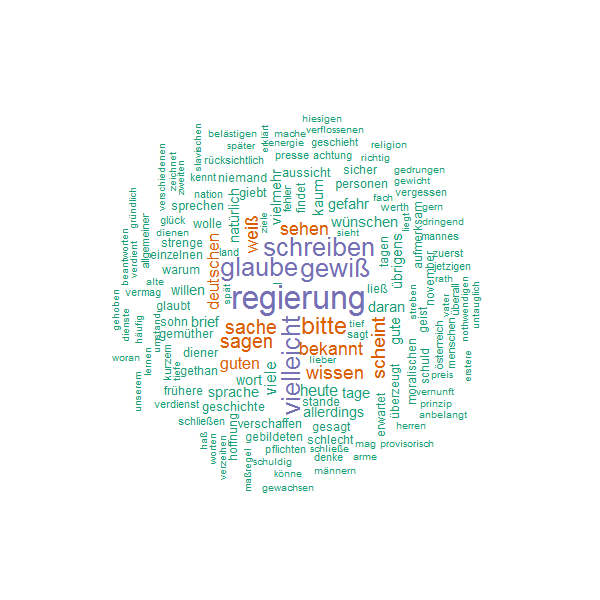 hiesigen
belästigen mache verflossenen
später energie geschieht religion
erklärt
slavischen
rücksichtlich presse achtung richtig
verschiedenen
zeichnet
zweiten
kennt niemand aussicht sicher gedrungen
nation giebt vielmehr fehler findet kaum personen gewicht
vergessen
gründlich
sprechen natürlich gefahr fach werth gern
glück wolle weiß ziele sehen wünschen liegt aufmerksam dringend
dienen
allgemeiner
strenge deutschen schreiben sieht tagen übrigens mannes
beantworten
verdient
einzelnen land zuerst
warum glaube gewiß jetzigen
alte willen spät regierung ließ november rath
vermag
gehoben
dienste
häufig
umstand
glaubt daran streben überall vater nothwendigen untauglich
sohn brief sache vielleicht bitte tief scheint gute geist
gemüther sagen sagt österreich menschen
woran
lernen
kurzem
tiefe
diener bekannt schuld
lieber
erstere
gethan guten viele wissen überzeugt moralischen preis
unserem
frühere wort heute tage vernunft
sprache stande prinzip
verdienst geschichte allerdings erwartet anbelangt
schließen verschaffen gesagt herren
haß
worten
verzeihen
hoffnung
gebildeten schlecht mag provisorisch
pflichten schließe
maßregel
schuldig denke arme
könne männern
gewachsen